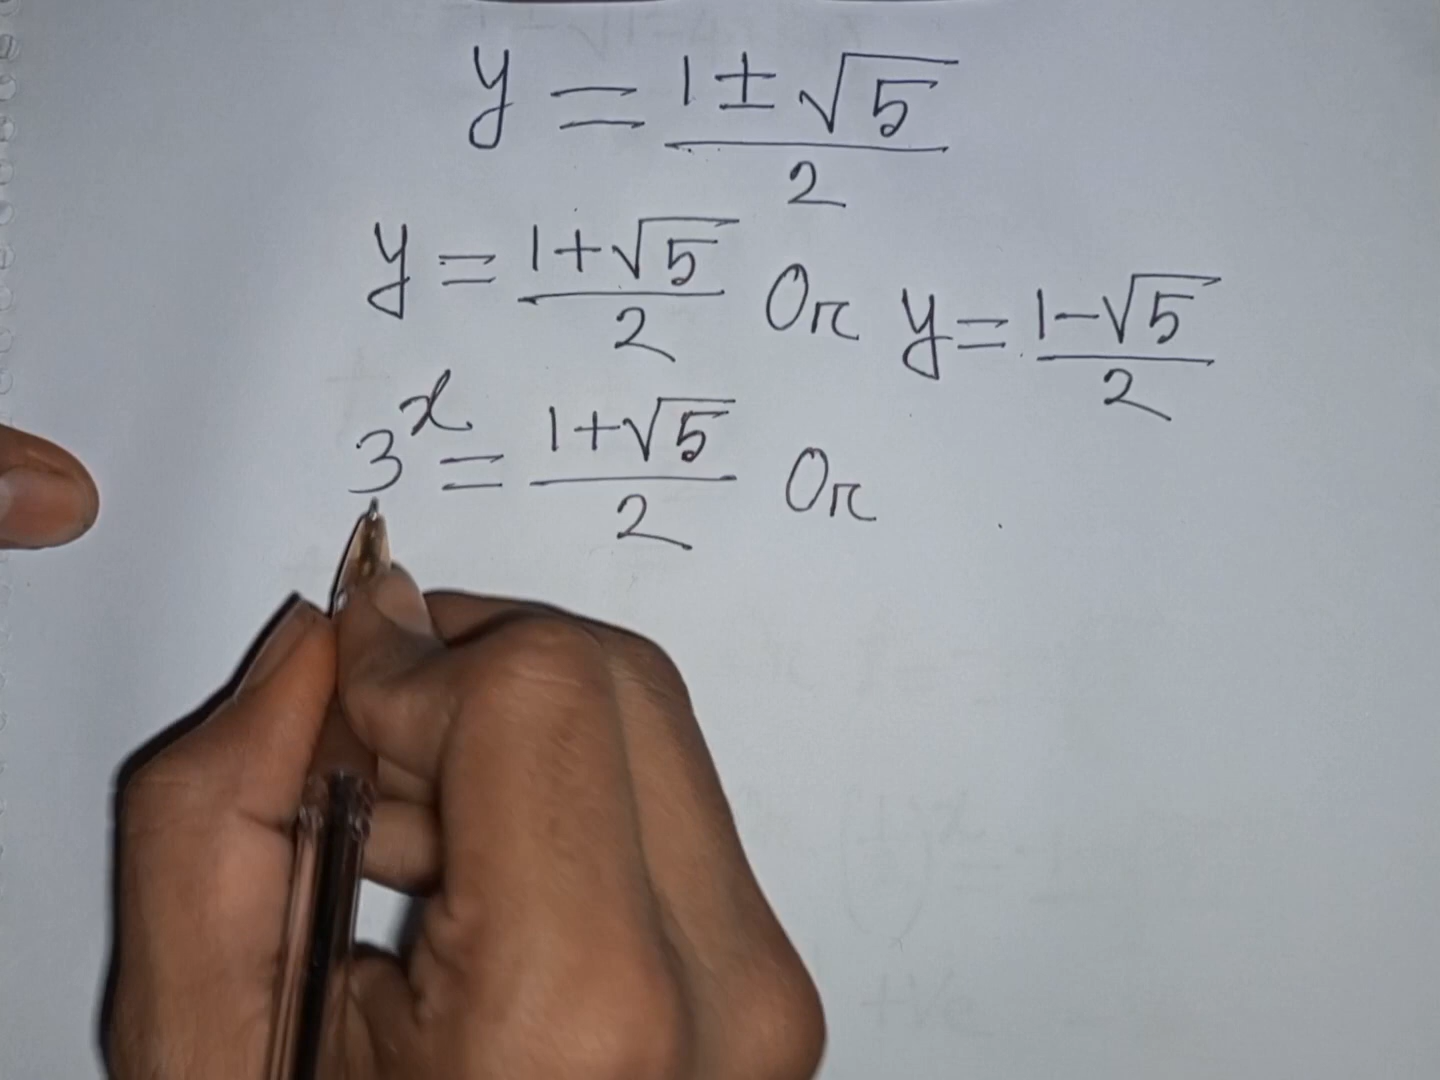 y = (1 ± √5)/2
y = (1 + √5)/2 Or y = (1 - √5)/2
3^x = (1 + √5)/2 Or